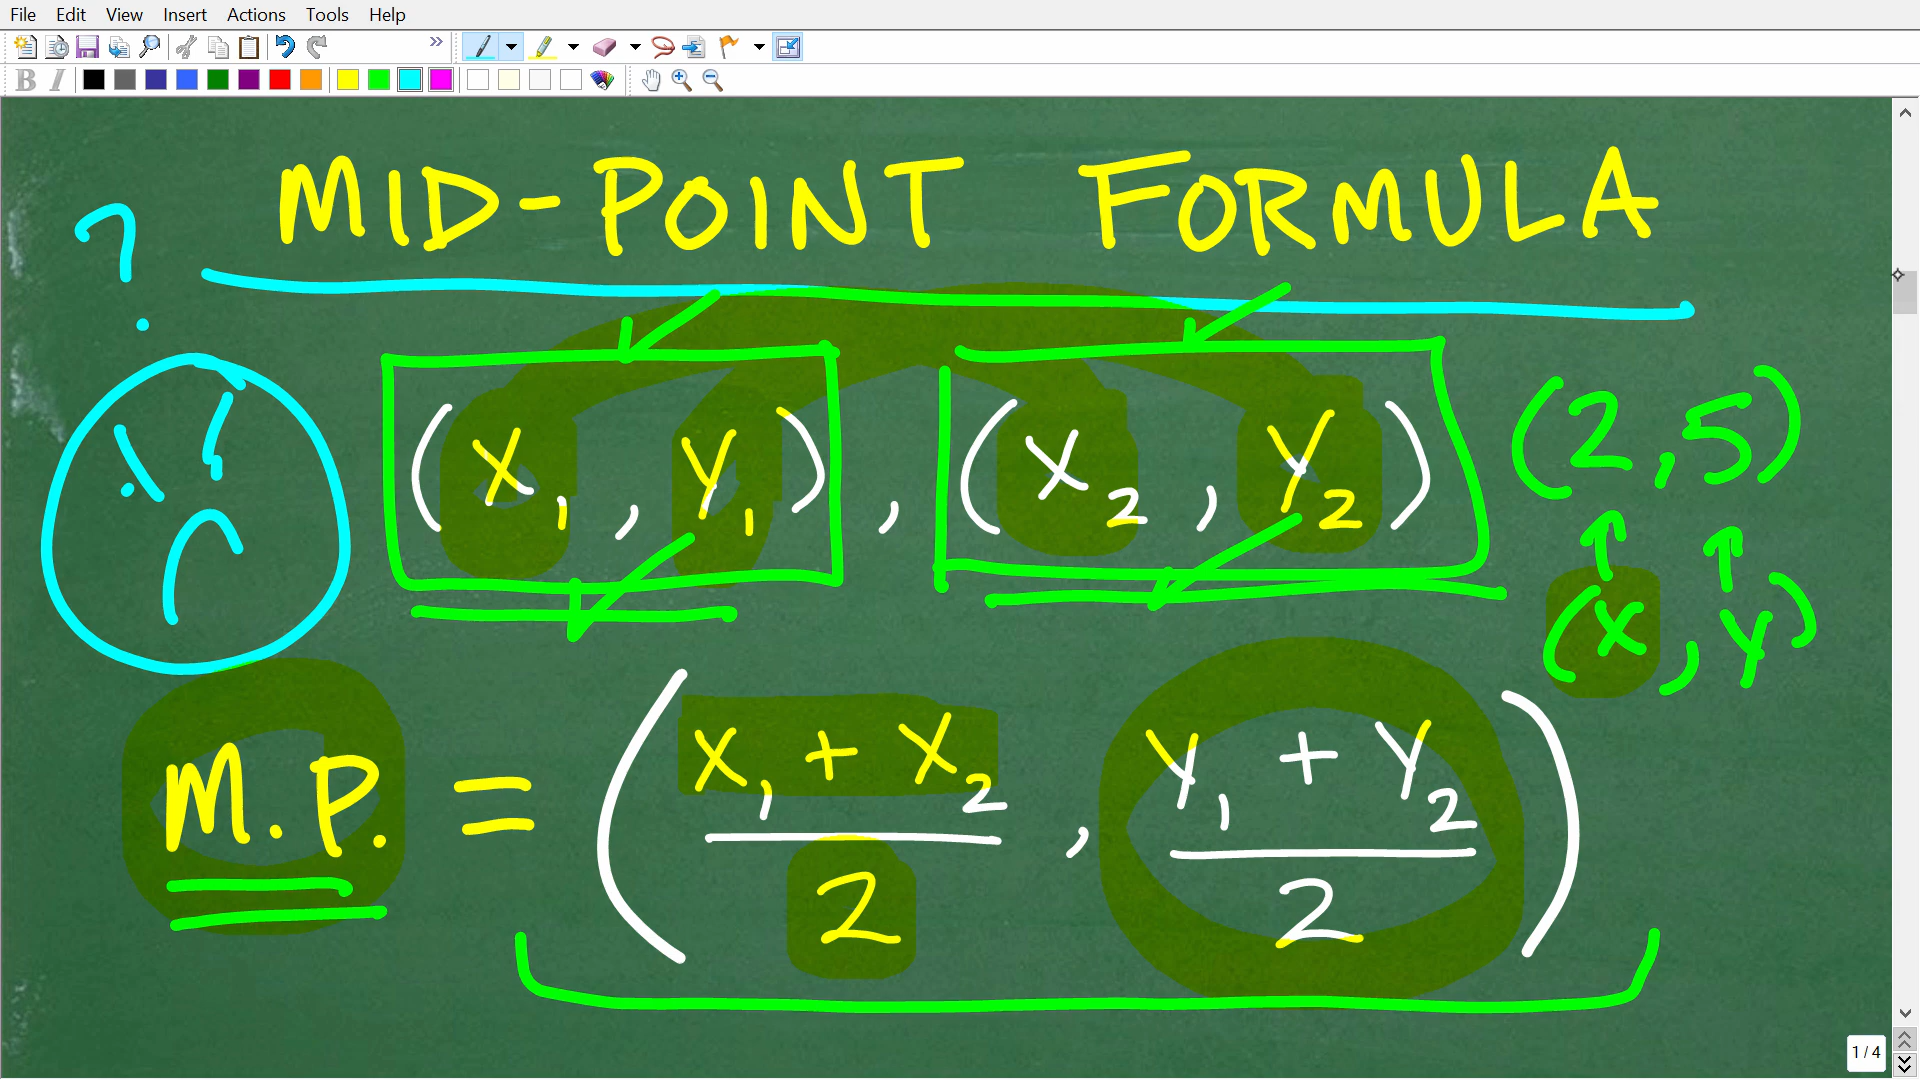 File Edit View Insert Actions Tools Help
B I
MID-POINT FORMULA
?
(X₁, Y₁), (X₂, Y₂)
(2,5)
(X, Y)
M.P. = (X₁ + X₂ / 2, Y₁ + Y₂ / 2)
1 / 4